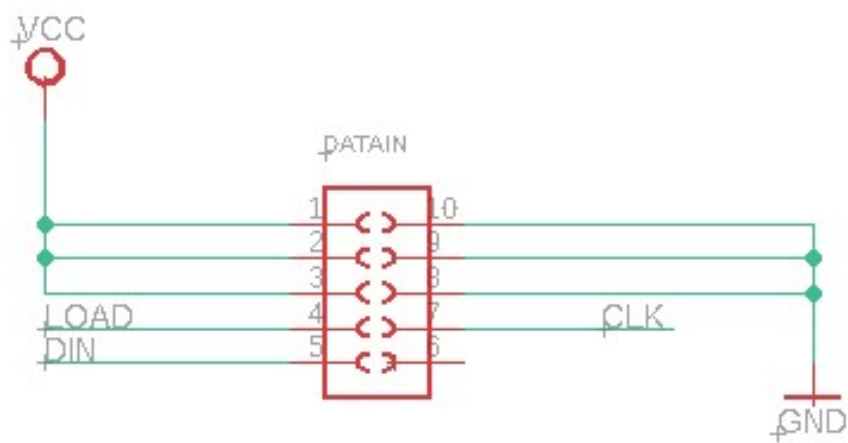 VCC
DATAIN
1 10
2 9
3 8
LOAD 4 7 CLK
DIN 5 6
GND